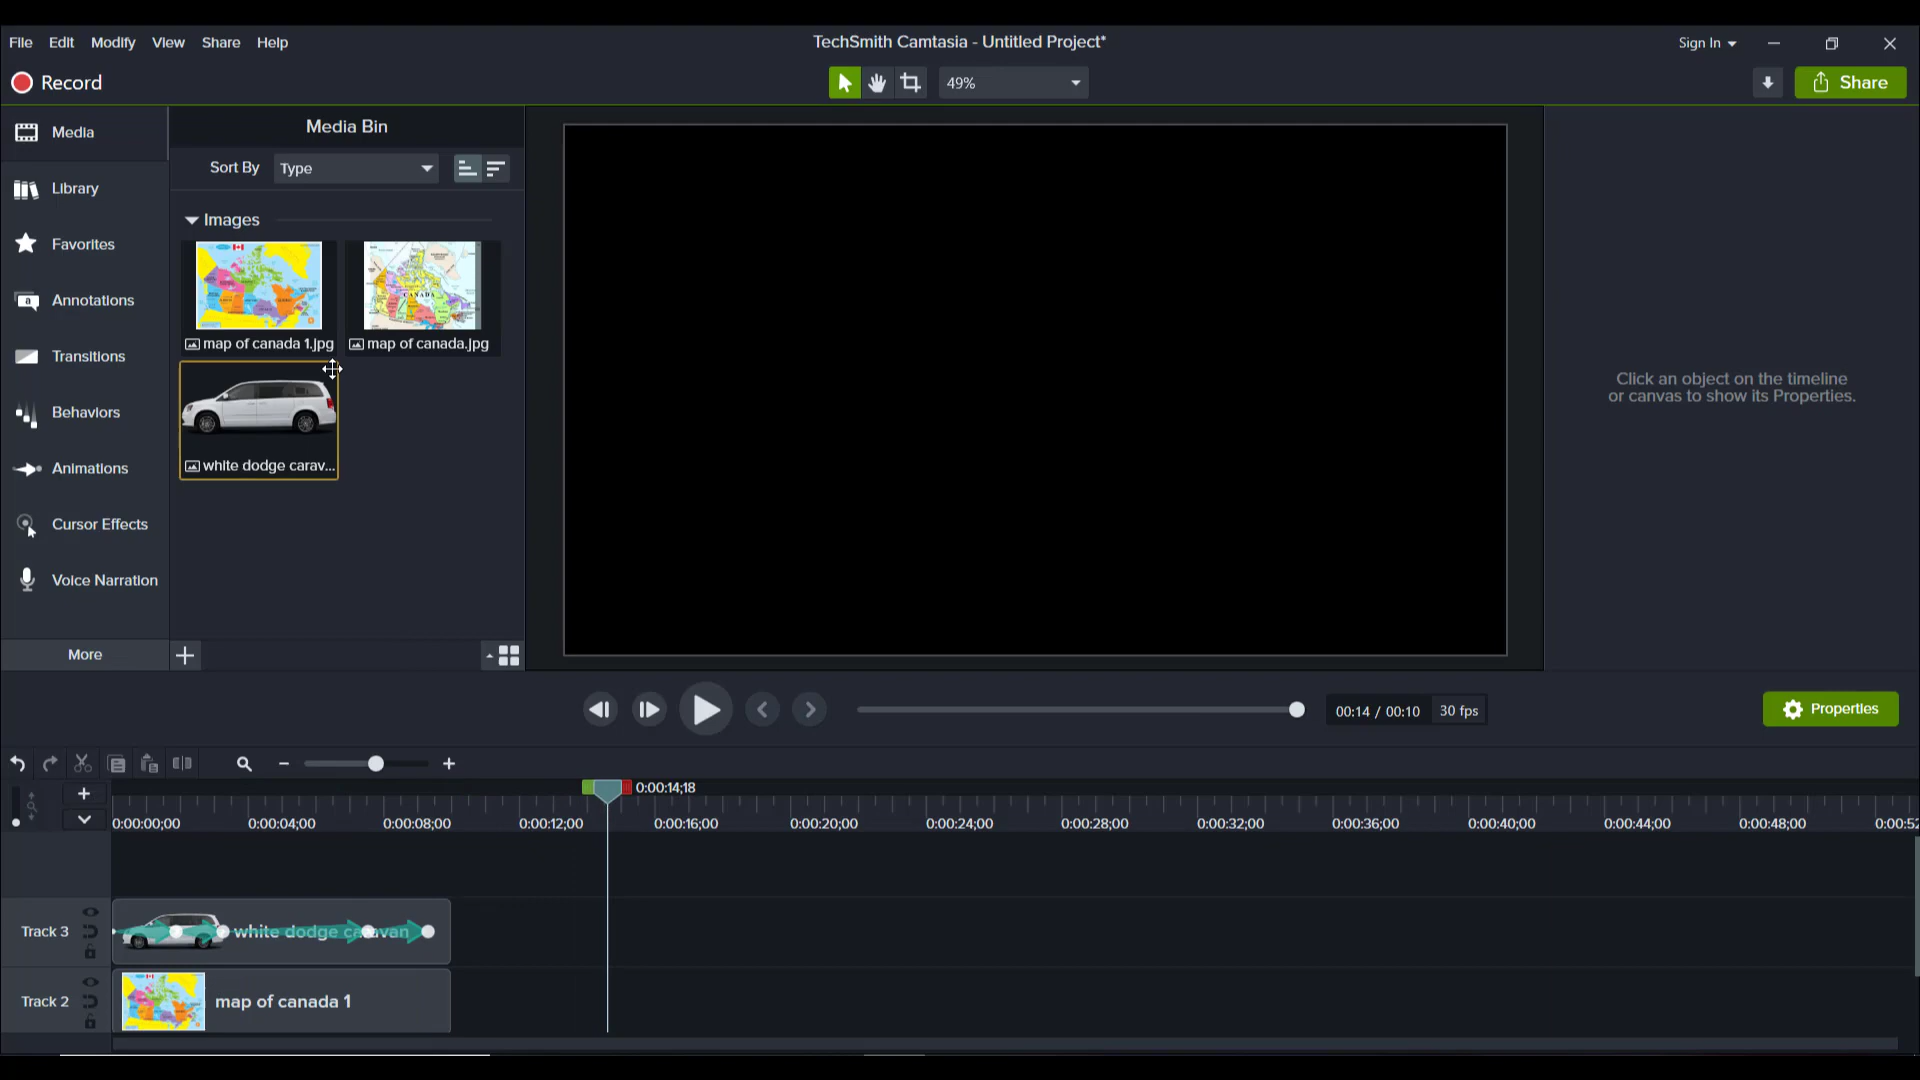 File Edit Modify View Share Help
TechSmith Camtasia - Untitled Project*
Sign In
Record
49%
Share
Media
Media Bin
Sort By Type
Library
Images
Favorites
map of canada 1.jpg
map of canada.jpg
Annotations
Transitions
white dodge carav...
Behaviors
Animations
Cursor Effects
Voice Narration
More
Click an object on the timeline
or canvas to show its Properties.
00:14 / 00:10 30 fps
Properties
0:00:14;18
0:00:00;00 0:00:04;00 0:00:08;00 0:00:12;00 0:00:16;00 0:00:20;00 0:00:24;00 0:00:28;00 0:00:32;00 0:00:36;00 0:00:40;00 0:00:44;00 0:00:48;00 0:00:52
Track 3
white dodge caravan
Track 2
map of canada 1